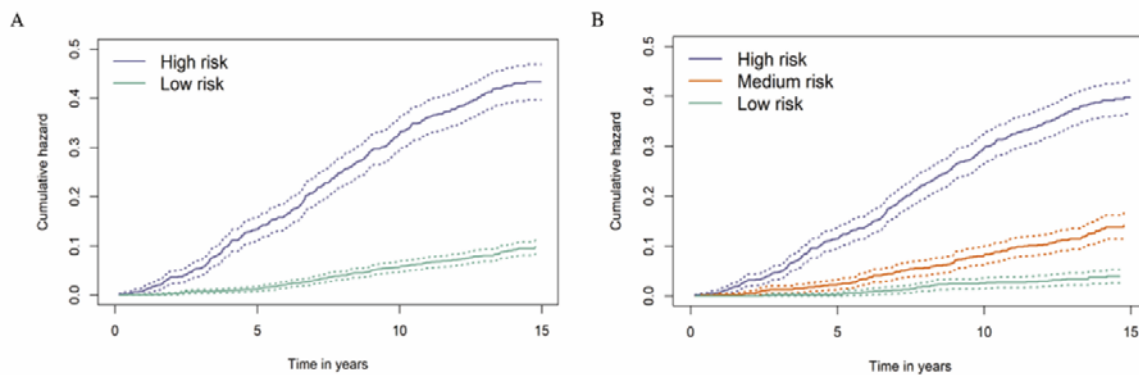 A
High risk
Low risk
Cumulative hazard
0.5
0.4
0.3
0.2
0.1
0.0
0 5 10 15
Time in years
B
High risk
Medium risk
Low risk
Cumulative hazard
0.5
0.4
0.3
0.2
0.1
0.0
0 5 10 15
Time in years